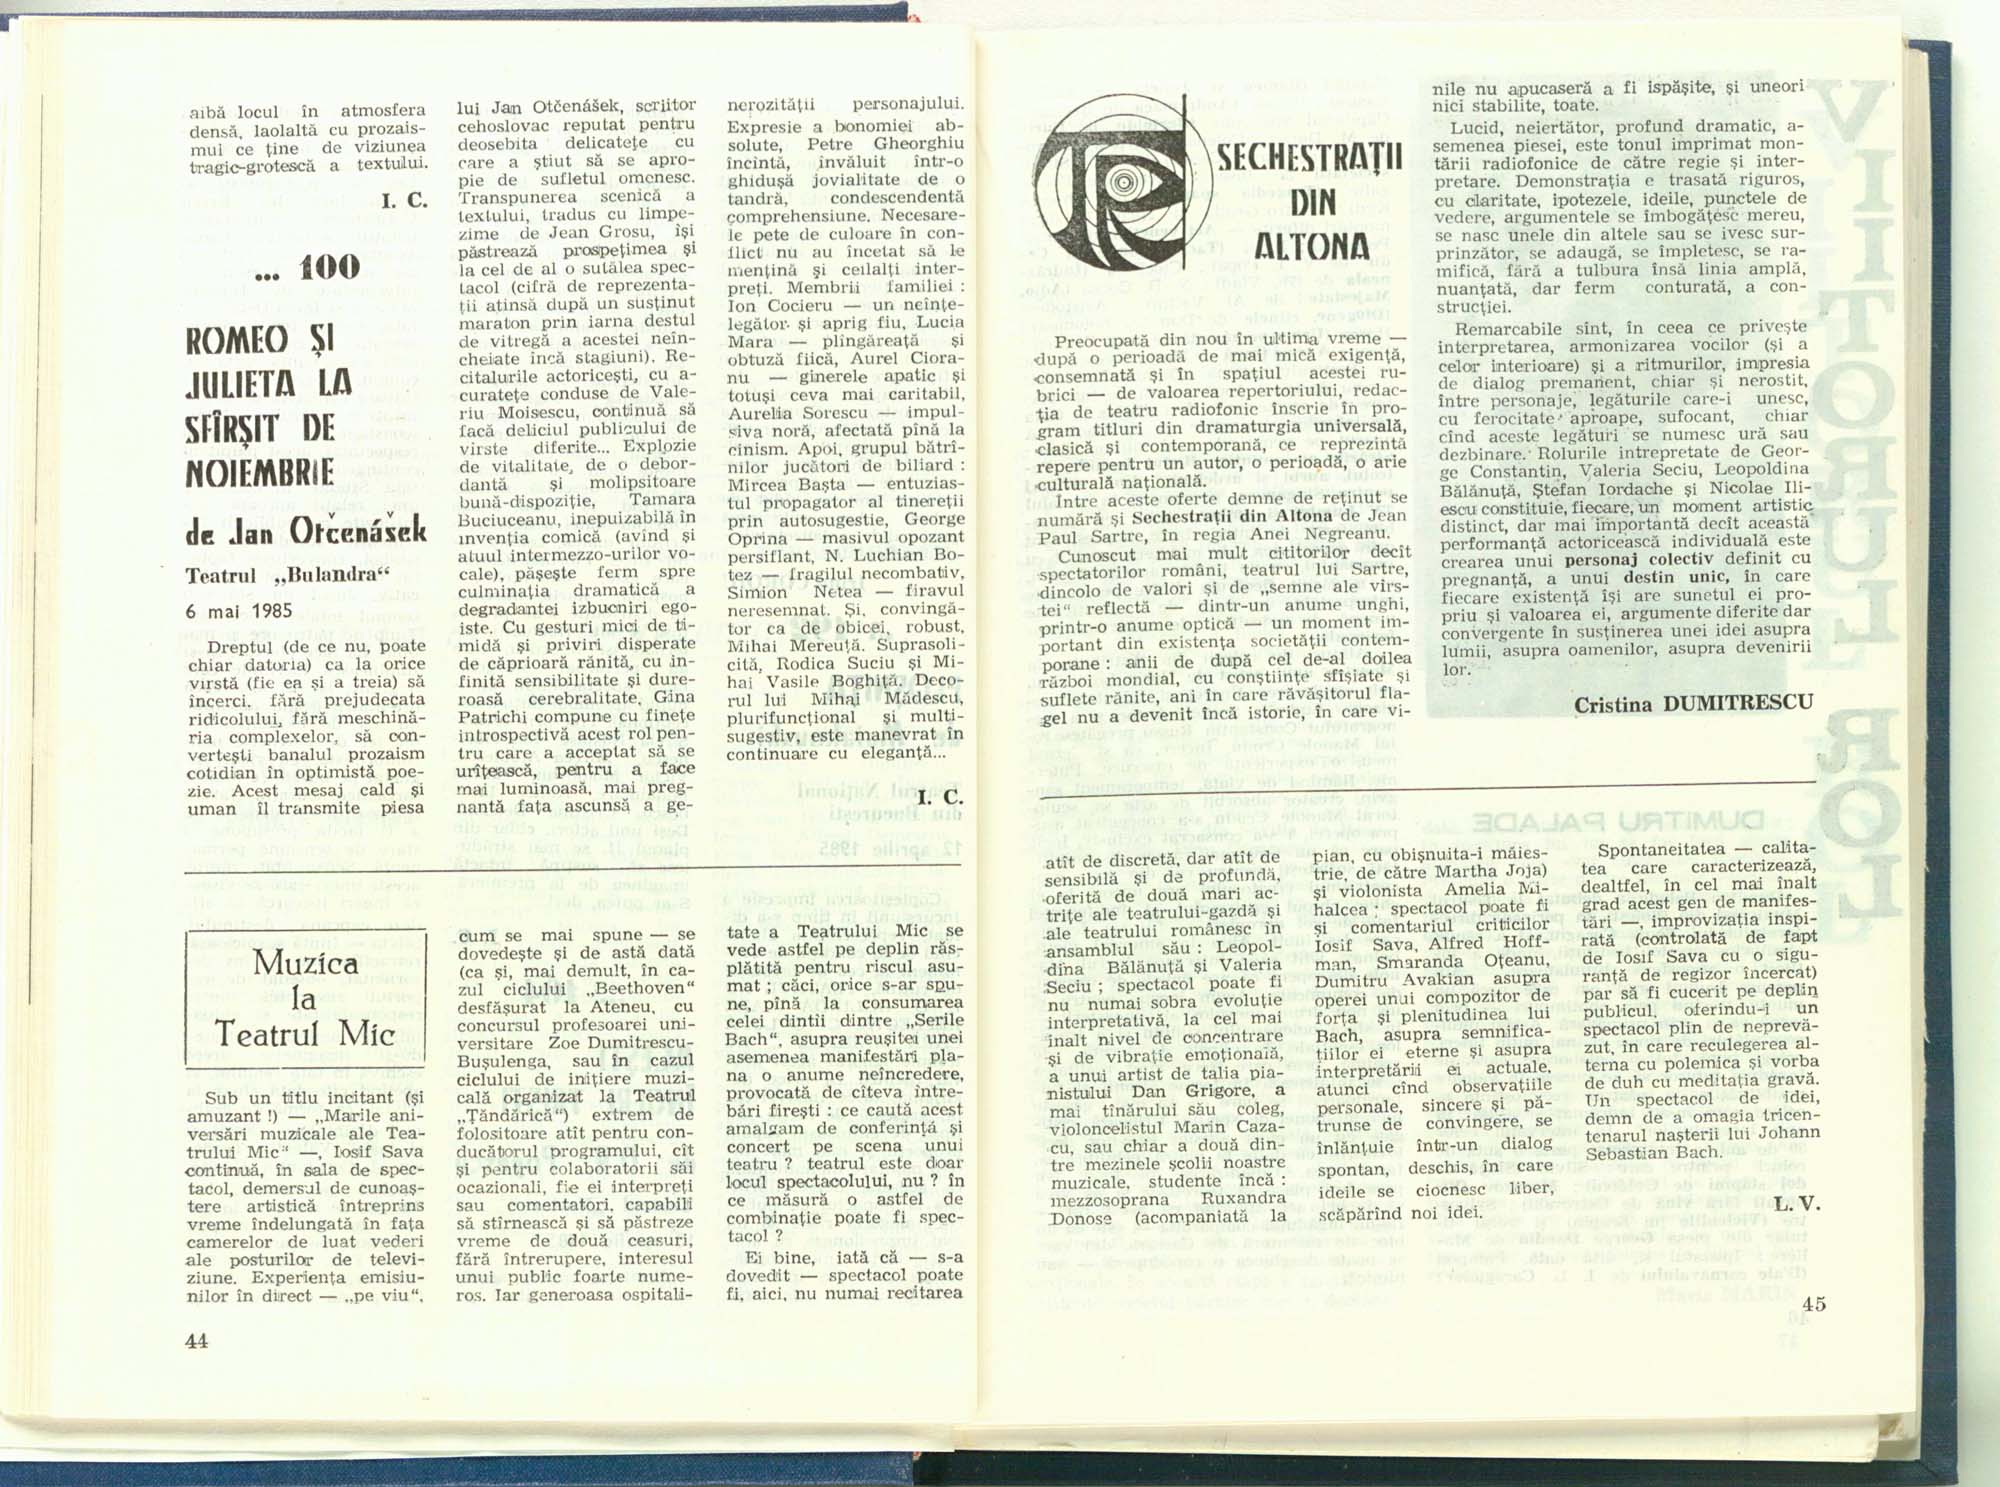 aibă locul în atmosfera
densă, laolaltă cu prozais-
mul ce ține de viziunea
tragic-grotescă a textului.
I. C.
... 100
ROMEO ȘI
JULIETA LA
SFÎRȘIT DE
NOIEMBRIE
de Jan Otčenášek
Teatrul „Bulandra“
6 mai 1985
Dreptul (de ce nu, poate
chiar datoria) ca la orice
vîrstă (fie ea și a treia) să
încerci, fără prejudecata
ridicolului, fără meschină-
ria complexelor, să con-
vertești banalul prozaism
cotidian în optimistă poe-
zie. Acest mesaj cald și
uman îl transmite piesa
lui Jan Otčenášek, scriitor
cehoslovac reputat pentru
deosebita delicatețe cu
care a știut să se apro-
pie de sufletul omenesc.
Transpunerea scenică a
textului, tradus cu limpe-
zime de Jean Grosu, își
păstrează prospețimea și
la cel de al o sutălea spec-
tacol (cifră de reprezenta-
ții atinsă după un susținut
maraton prin iarna destul
de vitregă a acestei neîn-
cheiate încă stagiuni). Re-
citalurile actoricești, cu a-
curatețe conduse de Vale-
riu Moisescu, continuă să
facă deliciul publicului de
vîrste diferite... Explozie
de vitalitate, de o debor-
dantă și molipsitoare
bună-dispoziție, Tamara
Buciuceanu, inepuizabilă în
invenția comică (avînd și
atuul intermezzo-urilor vo-
cale), pășește ferm spre
culminația dramatică a
degradantei izbucniri ego-
iste. Cu gesturi mici de ti-
midă și priviri disperate
de căprioară rănită, cu in-
finită sensibilitate și dure-
roasă cerebralitate, Gina
Patrichi compune cu finețe
introspectivă acest rol pen-
tru care a acceptat să se
urîțească, pentru a face
mai luminoasă, mai preg-
nantă fața ascunsă a ge-
nerozității personajului.
Expresie a bonomiei ab-
solute, Petre Gheorghiu
încîntă, învăluit într-o
ghidușă jovialitate de o
tandră, condescendentă
comprehensiune. Necesare-
le pete de culoare în con-
flict nu au încetat să le
mențină și ceilalți inter-
preți. Membrii familiei :
Ion Cocieru — un neînțe-
legător și aprig fiu, Lucia
Mara — plîngăreață și
obtuză fiică, Aurel Ciora-
nu — ginerele apatic și
totuși ceva mai caritabil,
Aurelia Sorescu — impul-
siva noră, afectată pînă la
cinism. Apoi, grupul bătrî-
nilor jucători de biliard :
Mircea Bașta — entuzias-
tul propagator al tinereții
prin autosugestie, George
Oprina — masivul opozant
persiflant, N. Luchian Bo-
tez — fragilul necombativ,
Simion Netea — firavul
neresemnat. Și, convingă-
tor ca de obicei, robust,
Mihai Mereuță. Suprasoli-
cită, Rodica Suciu și Mi-
hai Vasile Boghiță. Deco-
rul lui Mihai Mădescu,
plurifuncțional și multi-
sugestiv, este manevrat în
continuare cu eleganță...
I. C.
Muzica
la
Teatrul Mic
Sub un titlu incitant (și
amuzant !) — „Marile ani-
versări muzicale ale Tea-
trului Mic“ —, Iosif Sava
continuă, în sala de spec-
tacol, demersul de cunoaș-
tere artistică întreprins
vreme îndelungată în fața
camerelor de luat vederi
ale posturilor de televi-
ziune. Experiența emisiu-
nilor în direct — „pe viu“,
cum se mai spune — se
dovedește și de astă dată
(ca și, mai demult, în ca-
zul ciclului „Beethoven“
desfășurat la Ateneu, cu
concursul profesoarei uni-
versitare Zoe Dumitrescu-
Bușulenga, sau în cazul
ciclului de inițiere muzi-
cală organizat la Teatrul
„Țăndărică“) extrem de
folositoare atît pentru con-
ducătorul programului, cît
și pentru colaboratorii săi
ocazionali, fie ei interpreți
sau comentatori, capabili
să stîrnească și să păstreze
vreme de două ceasuri,
fără întrerupere, interesul
unui public foarte nume-
ros. Iar generoasa ospitali-
tate a Teatrului Mic se
vede astfel pe deplin răs-
plătită pentru riscul asu-
mat ; căci, orice s-ar spu-
ne, pînă la consumarea
celei dintîi dintre „Serile
Bach“, asupra reușitei unei
asemenea manifestări pla-
na o anume neîncredere,
provocată de cîteva între-
bări firești : ce caută acest
amalgam de conferință și
concert pe scena unui
teatru ? teatrul este doar
locul spectacolului, nu ? în
ce măsură o astfel de
combinație poate fi spec-
tacol ?
Ei bine, iată că — s-a
dovedit — spectacol poate
fi, aici, nu numai recitarea
44
SECHESTRAȚII
DIN
ALTONA
Preocupată din nou în ultima vreme —
după o perioadă de mai mică exigență,
consemnată și în spațiul acestei ru-
brici — de valoarea repertoriului, redac-
ția de teatru radiofonic înscrie în pro-
gram titluri din dramaturgia universală,
clasică și contemporană, ce reprezintă
repere pentru un autor, o perioadă, o arie
culturală națională.
Intre aceste oferte demne de reținut se
numără și Sechestrații din Altona de Jean
Paul Sartre, în regia Anei Negreanu.
Cunoscut mai mult cititorilor decît
spectatorilor români, teatrul lui Sartre,
dincolo de valori și de „semne ale vîrs-
tei“ reflectă — dintr-un anume unghi,
printr-o anume optică — un moment im-
portant din existența societății contem-
porane : anii de după cel de-al doilea
război mondial, cu conștiințe sfîșiate și
suflete rănite, ani în care răvășitorul fla-
gel nu a devenit încă istorie, în care vi-
nile nu apucaseră a fi ispășite, și uneori
nici stabilite, toate.
Lucid, neiertător, profund dramatic, a-
semenea piesei, este tonul imprimat mon-
tării radiofonice de către regie și inter-
pretare. Demonstrația e trasată riguros,
cu claritate, ipotezele, ideile, punctele de
vedere, argumentele se îmbogățesc mereu,
se nasc unele din altele sau se ivesc sur-
prinzător, se adaugă, se împletesc, se ra-
mifică, fără a tulbura însă linia amplă,
nuanțată, dar ferm conturată, a con-
strucției.
Remarcabile sînt, în ceea ce privește
interpretarea, armonizarea vocilor (și a
celor interioare) și a ritmurilor, impresia
de dialog premanent, chiar și nerostit,
între personaje, legăturile care-i unesc,
cu ferocitate aproape, sufocant, chiar
cînd aceste legături se numesc ură sau
dezbinare. Rolurile intrepretate de Geor-
ge Constantin, Valeria Seciu, Leopoldina
Bălănuță, Ștefan Iordache și Nicolae Ili-
escu constituie, fiecare, un moment artistic
distinct, dar mai importantă decît această
performanță actoricească individuală este
crearea unui personaj colectiv definit cu
pregnanță, a unui destin unic, în care
fiecare existență își are sunetul ei pro-
priu și valoarea ei, argumente diferite dar
convergente în susținerea unei idei asupra
lumii, asupra oamenilor, asupra devenirii
lor.
Cristina DUMITRESCU
atît de discretă, dar atît de
sensibilă și de profundă,
oferită de două mari ac-
trițe ale teatrului-gazdă și
ale teatrului românesc în
ansamblul său : Leopol-
dina Bălănuță și Valeria
Seciu ; spectacol poate fi
nu numai sobra evoluție
interpretativă, la cel mai
înalt nivel de concentrare
și de vibrație emoțională,
a unui artist de talia pia-
nistului Dan Grigore, a
mai tînărului său coleg,
violoncelistul Marin Caza-
cu, sau chiar a două din-
tre mezinele școlii noastre
muzicale, studente încă :
mezzosoprana Ruxandra
Donose (acompaniată la
pian, cu obișnuita-i măies-
trie, de către Martha Joja)
și violonista Amelia Mi-
halcea ; spectacol poate fi
și comentariul criticilor
Iosif Sava, Alfred Hoff-
man, Smaranda Oțeanu,
Dumitru Avakian asupra
operei unui compozitor de
forța și plenitudinea lui
Bach, asupra semnifica-
țiilor ei eterne și asupra
interpretării ei actuale,
atunci cînd observațiile
personale, sincere și pă-
trunse de convingere, se
înlănțuie într-un dialog
spontan, deschis, în care
ideile se ciocnesc liber,
scăpărînd noi idei.
Spontaneitatea — calita-
tea care caracterizează,
dealtfel, în cel mai înalt
grad acest gen de manifes-
tări —, improvizația inspi-
rată (controlată de fapt
de Iosif Sava cu o sigu-
ranță de regizor încercat)
par să fi cucerit pe deplin
publicul, oferindu-i un
spectacol plin de neprevă-
zut, în care reculegerea al-
terna cu polemica și vorba
de duh cu meditația gravă.
Un spectacol de idei,
demn de a omagia tricen-
tenarul nașterii lui Johann
Sebastian Bach.
L. V.
45